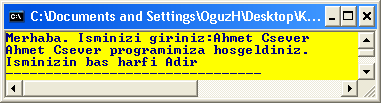 C:\Documents and Settings\OguzH\Desktop\K...
Merhaba. Isminizi giriniz:Ahmet Csever
Ahmet Csever programimiza hosgeldiniz.
Isminizin bas harfi Adir
--------------------------------